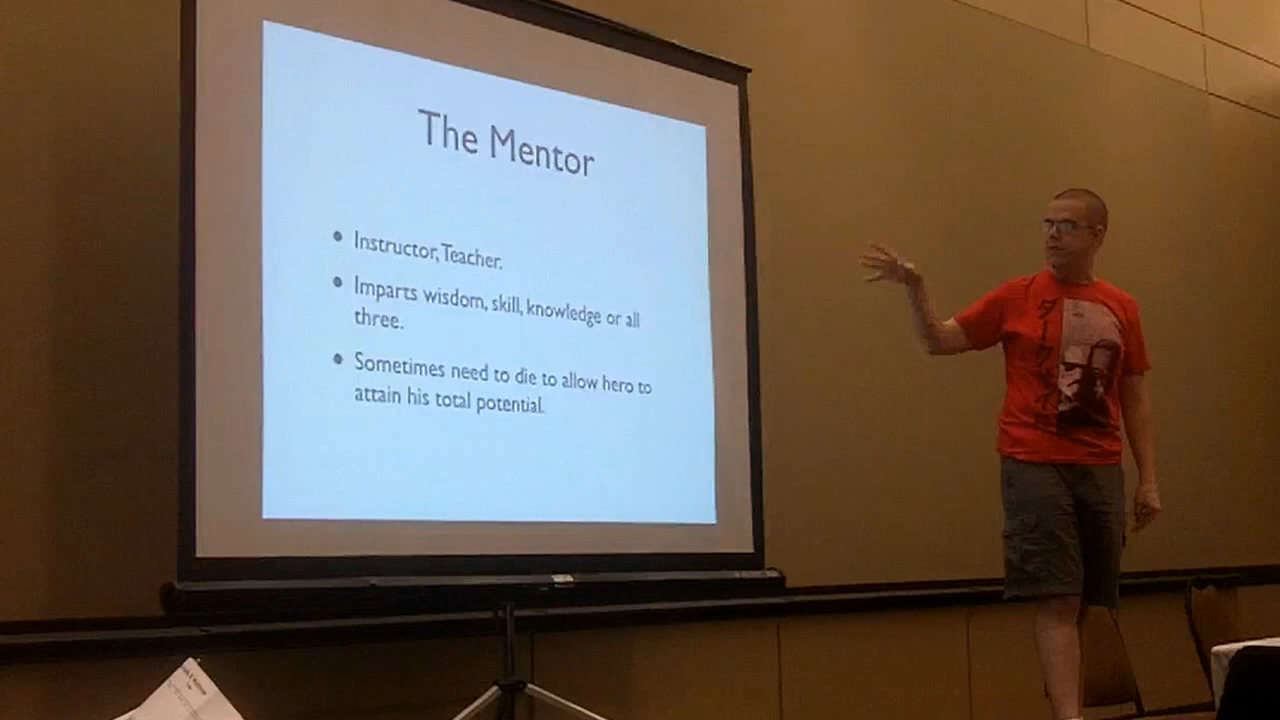 The Mentor
Instructor, Teacher.
Imparts wisdom, skill, knowledge or all
three.
Sometimes need to die to allow hero to
attain his total potential.